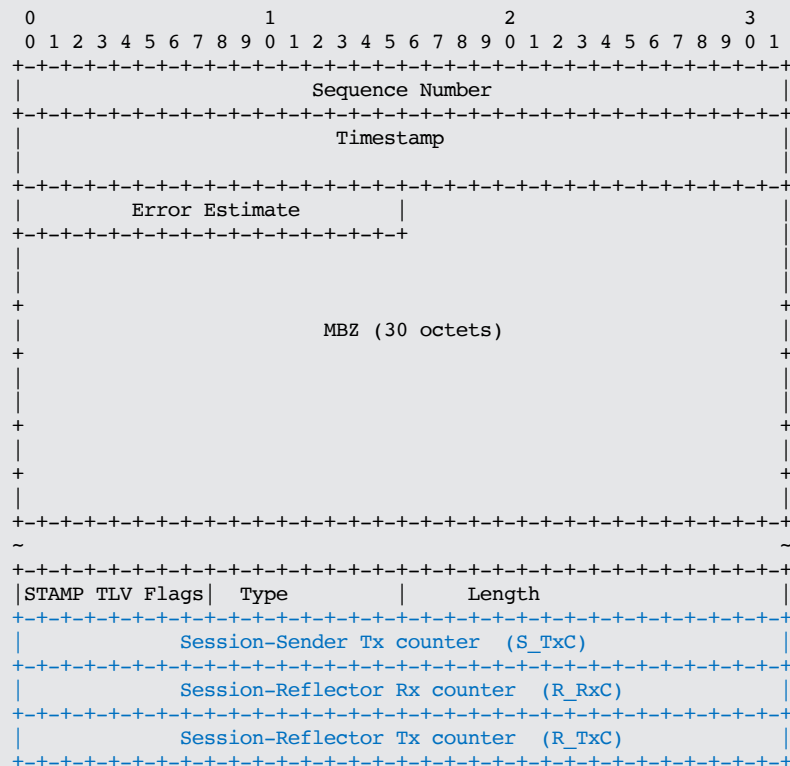 0                   1                   2                   3
 0 1 2 3 4 5 6 7 8 9 0 1 2 3 4 5 6 7 8 9 0 1 2 3 4 5 6 7 8 9 0 1
+-+-+-+-+-+-+-+-+-+-+-+-+-+-+-+-+-+-+-+-+-+-+-+-+-+-+-+-+-+-+-+-+
|                        Sequence Number                        |
+-+-+-+-+-+-+-+-+-+-+-+-+-+-+-+-+-+-+-+-+-+-+-+-+-+-+-+-+-+-+-+-+
|                          Timestamp                            |
|                                                               |
+-+-+-+-+-+-+-+-+-+-+-+-+-+-+-+-+-+-+-+-+-+-+-+-+-+-+-+-+-+-+-+-+
|         Error Estimate        |                               |
+-+-+-+-+-+-+-+-+-+-+-+-+-+-+-+-+                               |
|                                                               |
|                                                               |
+                                                               +
|                         MBZ (30 octets)                       |
+                                                               +
|                                                               |
|                                                               |
+                                                               +
|                                                               |
+                                                               +
|                                                               |
+-+-+-+-+-+-+-+-+-+-+-+-+-+-+-+-+-+-+-+-+-+-+-+-+-+-+-+-+-+-+-+-+
~                                                               ~
+-+-+-+-+-+-+-+-+-+-+-+-+-+-+-+-+-+-+-+-+-+-+-+-+-+-+-+-+-+-+-+-+
|STAMP TLV Flags|  Type         |     Length                    |
+-+-+-+-+-+-+-+-+-+-+-+-+-+-+-+-+-+-+-+-+-+-+-+-+-+-+-+-+-+-+-+-+
|             Session-Sender Tx counter  (S_TxC)                |
+-+-+-+-+-+-+-+-+-+-+-+-+-+-+-+-+-+-+-+-+-+-+-+-+-+-+-+-+-+-+-+-+
|             Session-Reflector Rx counter  (R_RxC)             |
+-+-+-+-+-+-+-+-+-+-+-+-+-+-+-+-+-+-+-+-+-+-+-+-+-+-+-+-+-+-+-+-+
|             Session-Reflector Tx counter  (R_TxC)             |
+-+-+-+-+-+-+-+-+-+-+-+-+-+-+-+-+-+-+-+-+-+-+-+-+-+-+-+-+-+-+-+-+